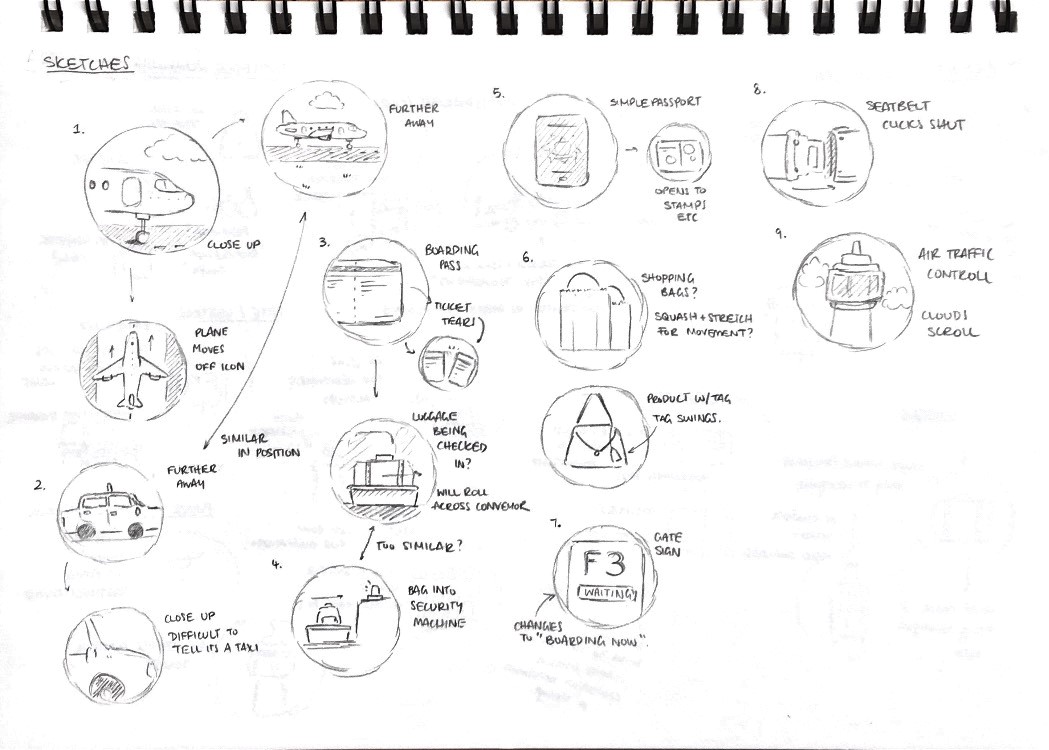 SKETCHES
1.
CLOSE UP
FURTHER
AWAY
PLANE
MOVES
OFF ICON
SIMILAR
IN POSITION
2.
FURTHER
AWAY
CLOSE UP
DIFFICULT TO
TELL ITS A TAXI
3.
BOARDING
PASS
TICKET
TEARS
LUGGAGE
BEING
CHECKED
IN?
WILL ROLL
ACROSS CONVEYOR
TOO SIMILAR?
4.
BAG INTO
SECURITY
MACHINE
5.
SIMPLE PASSPORT
OPENS TO
STAMPS
ETC
6.
SHOPPING
BAGS?
SQUASH + STRETCH
FOR MOVEMENT?
PRODUCT W/TAG
TAG SWINGS.
7.
GATE
SIGN
F3
WAITING
CHANGES
TO "BOARDING NOW".
8.
SEATBELT
CLICKS SHUT
9.
AIR TRAFFIC
CONTROLL
CLOUDS
SCROLL